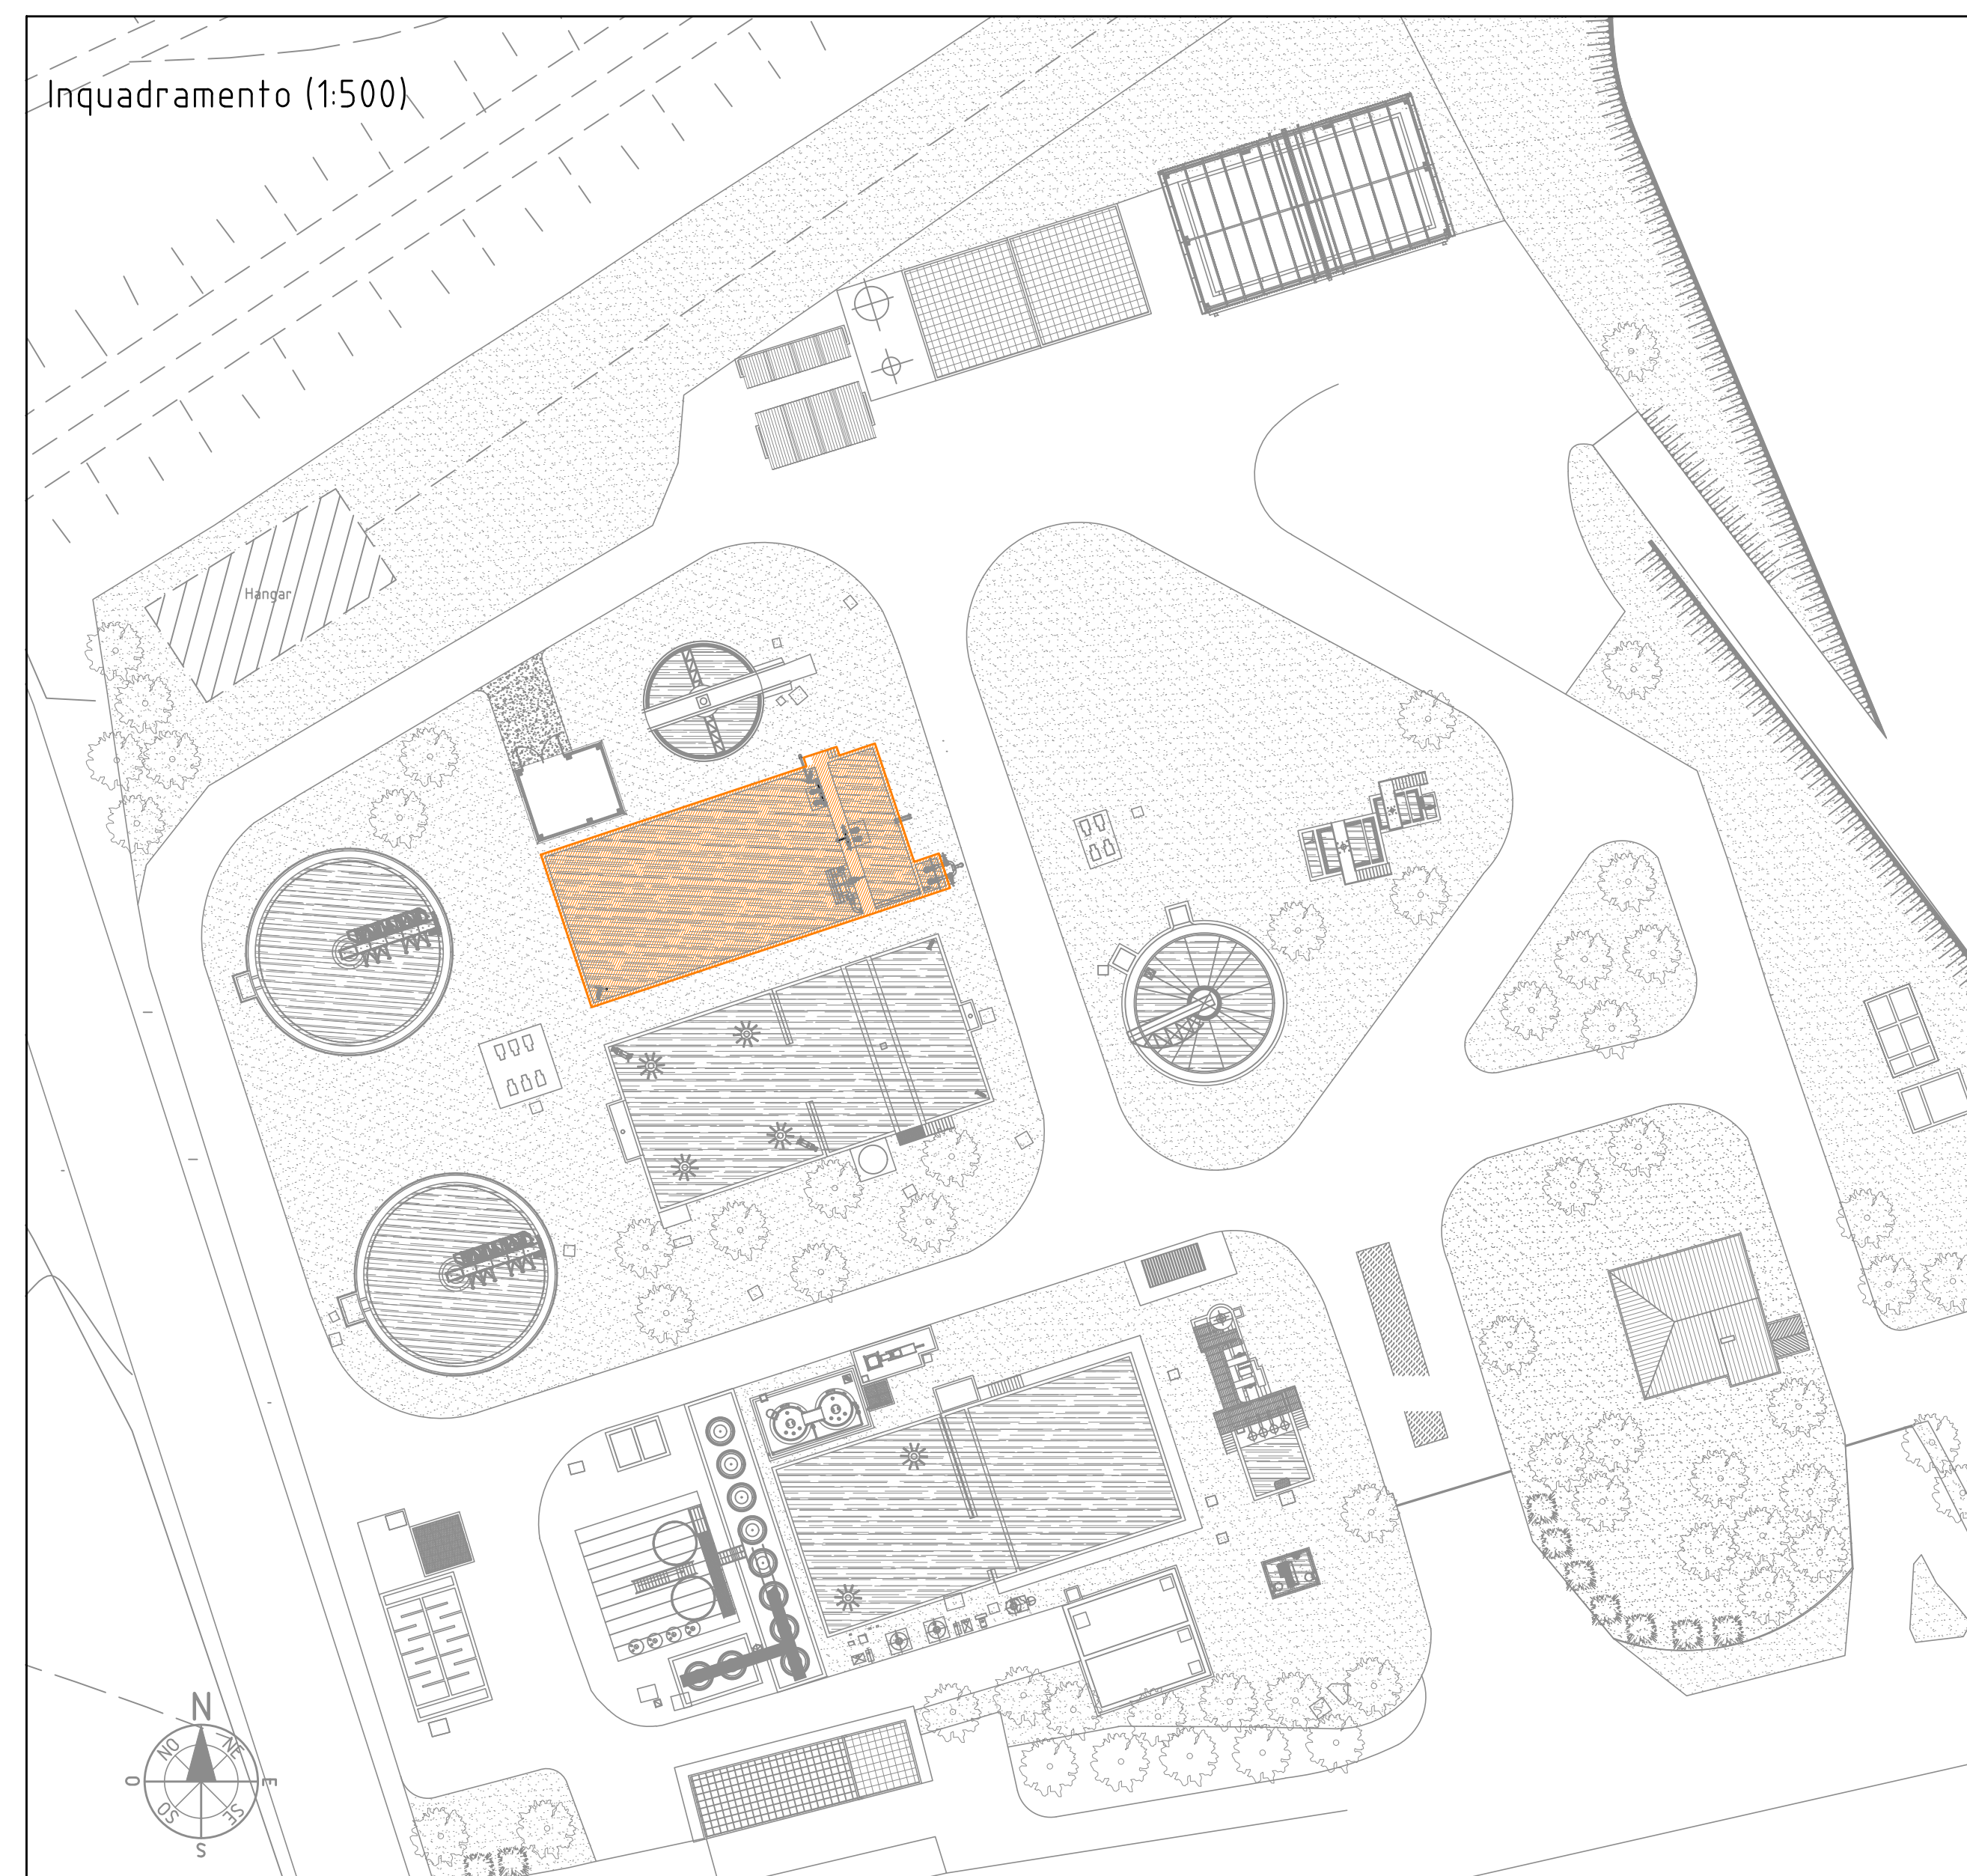 Inquadramento (1:500)
Hangar
N
NO
NE
O
E
SO
SE
S